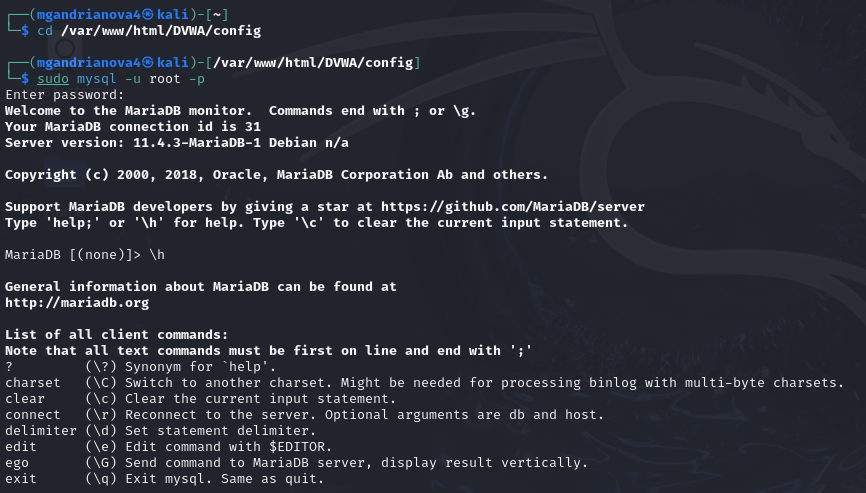 ┌──(mgandrianova4㉿kali)-[~]
└─$ cd /var/www/html/DVWA/config
┌──(mgandrianova4㉿kali)-[/var/www/html/DVWA/config]
└─$ sudo mysql -u root -p
Enter password:
Welcome to the MariaDB monitor.  Commands end with ; or \g.
Your MariaDB connection id is 31
Server version: 11.4.3-MariaDB-1 Debian n/a
Copyright (c) 2000, 2018, Oracle, MariaDB Corporation Ab and others.
Support MariaDB developers by giving a star at https://github.com/MariaDB/server
Type 'help;' or '\h' for help. Type '\c' to clear the current input statement.
MariaDB [(none)]> \h
General information about MariaDB can be found at
http://mariadb.org
List of all client commands:
Note that all text commands must be first on line and end with ';'
?         (\?) Synonym for `help'.
charset   (\C) Switch to another charset. Might be needed for processing binlog with multi-byte charsets.
clear     (\c) Clear the current input statement.
connect   (\r) Reconnect to the server. Optional arguments are db and host.
delimiter (\d) Set statement delimiter.
edit      (\e) Edit command with $EDITOR.
ego       (\G) Send command to MariaDB server, display result vertically.
exit      (\q) Exit mysql. Same as quit.